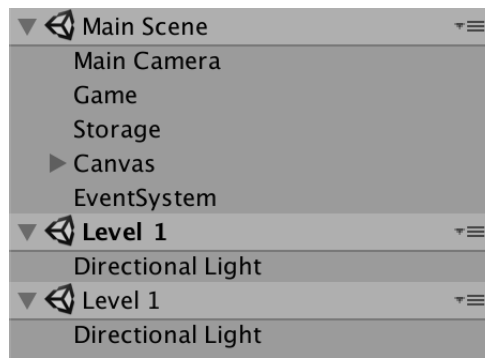 Main Scene
Main Camera
Game
Storage
Canvas
EventSystem
Level 1
Directional Light
Level 1
Directional Light